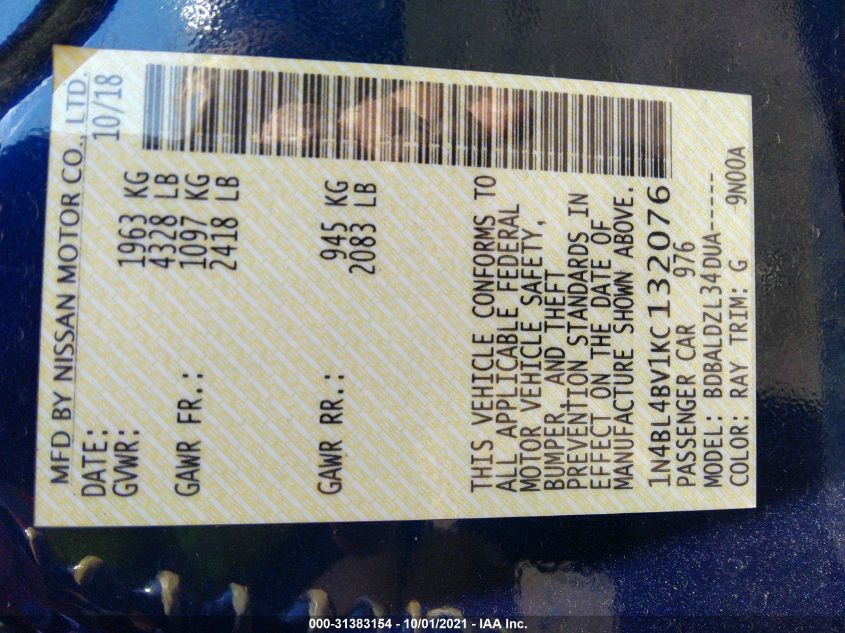 MFD BY NISSAN MOTOR CO., LTD.
DATE: 10/18
GVWR: 1963 KG
4328 LB
GAWR FR.: 1097 KG
2418 LB
GAWR RR.: 945 KG
2083 LB
THIS VEHICLE CONFORMS TO
ALL APPLICABLE FEDERAL
MOTOR VEHICLE SAFETY,
BUMPER, AND THEFT
PREVENTION STANDARDS IN
EFFECT ON THE DATE OF
MANUFACTURE SHOWN ABOVE.
1N4BL4BV1KC132076
PASSENGER CAR 976
MODEL: BDBALDZL34DUA-----
COLOR: RAY TRIM: G 9N00A
000-31383154 - 10/01/2021 - IAA Inc.